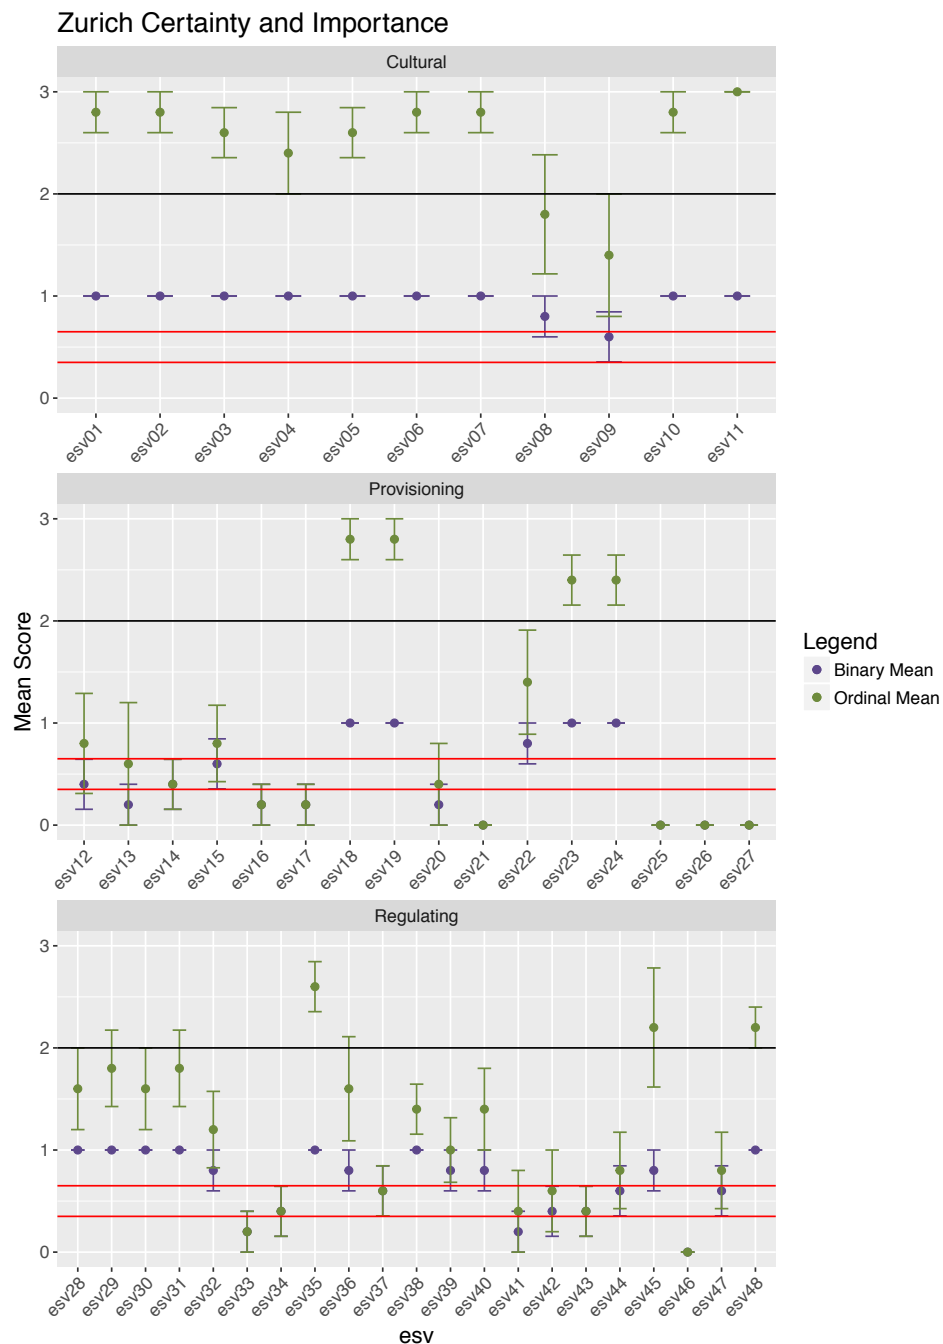 Zurich Certainty and Importance
Cultural
3
2
1
0
esv01 esv02 esv03 esv04 esv05 esv06 esv07 esv08 esv09 esv10 esv11
Provisioning
3
2
1
0
esv12 esv13 esv14 esv15 esv16 esv17 esv18 esv19 esv20 esv21 esv22 esv23 esv24 esv25 esv26 esv27
Mean Score
Legend
Binary Mean
Ordinal Mean
Regulating
3
2
1
0
esv28 esv29 esv30 esv31 esv32 esv33 esv34 esv35 esv36 esv37 esv38 esv39 esv40 esv41 esv42 esv43 esv44 esv45 esv46 esv47 esv48
esv